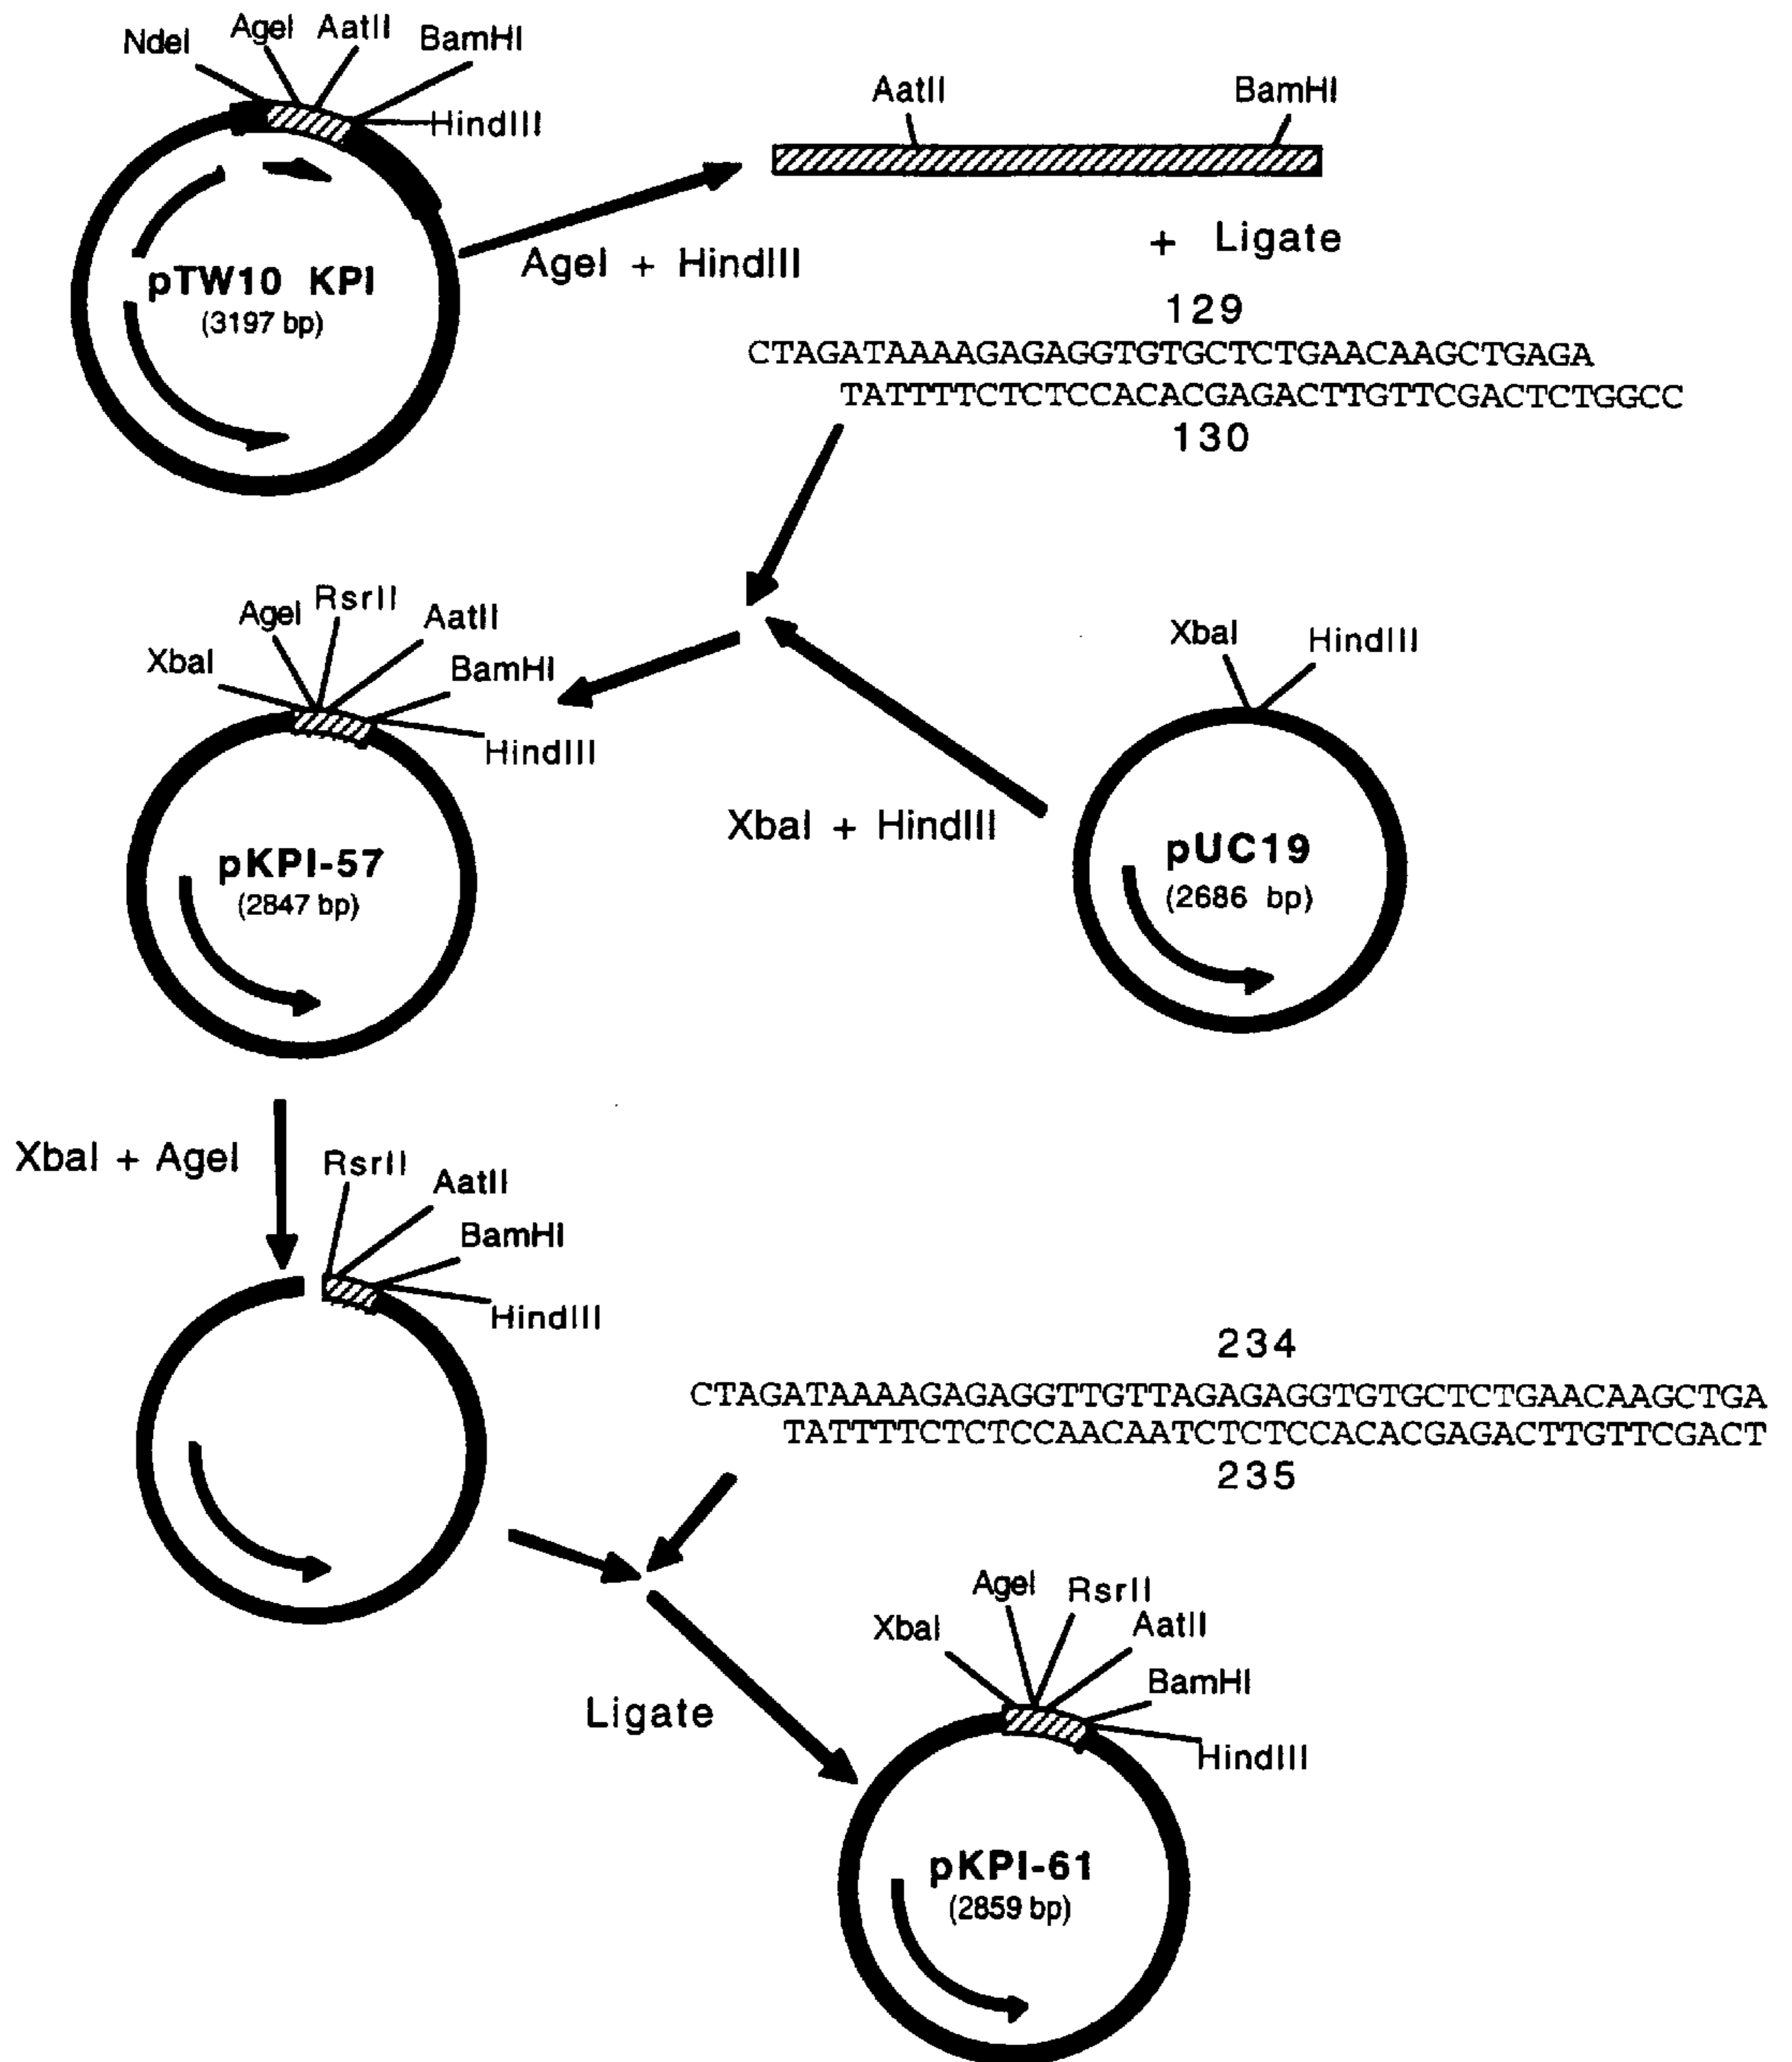 NdeI
AgeI
AatII
BamHI
HindIII
pTW10 KPI
(3197 bp)
AgeI + HindIII
AatII
BamHI
+ Ligate
129
CTAGATAAAAGAGAGGTGTGCTCTGAACAAGCTGAGA
TATTTTCTCTCCACACGAGACTTGTTCGACTCTGGCC
130
XbaI
AgeI
RsrII
AatII
BamHI
HindIII
pKPI-57
(2847 bp)
XbaI
HindIII
XbaI + HindIII
pUC19
(2686 bp)
XbaI + AgeI
RsrII
AatII
BamHI
HindIII
234
CTAGATAAAAGAGAGGTTGTTAGAGAGGTGTGCTCTGAACAAGCTGA
TATTTTCTCTCCAACAATCTCTCCACACGAGACTTGTTCGACT
235
Ligate
XbaI
AgeI
RsrII
AatII
BamHI
HindIII
pKPI-61
(2859 bp)